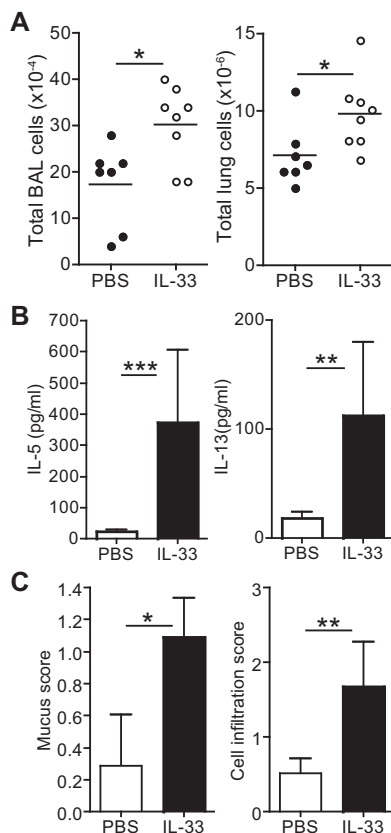 A
Total BAL cells (x10⁻⁴)
50
40
30
20
10
0
*
PBS
IL-33
Total lung cells (x10⁻⁶)
15
10
5
0
*
PBS
IL-33
B
IL-5 (pg/ml)
700
600
500
400
300
200
100
0
***
PBS
IL-33
IL-13(pg/ml)
200
100
0
**
PBS
IL-33
C
Mucus score
1.4
1.2
1.0
0.8
0.6
0.4
0.2
0.0
*
PBS
IL-33
Cell infiltration score
3
2
1
0
**
PBS
IL-33